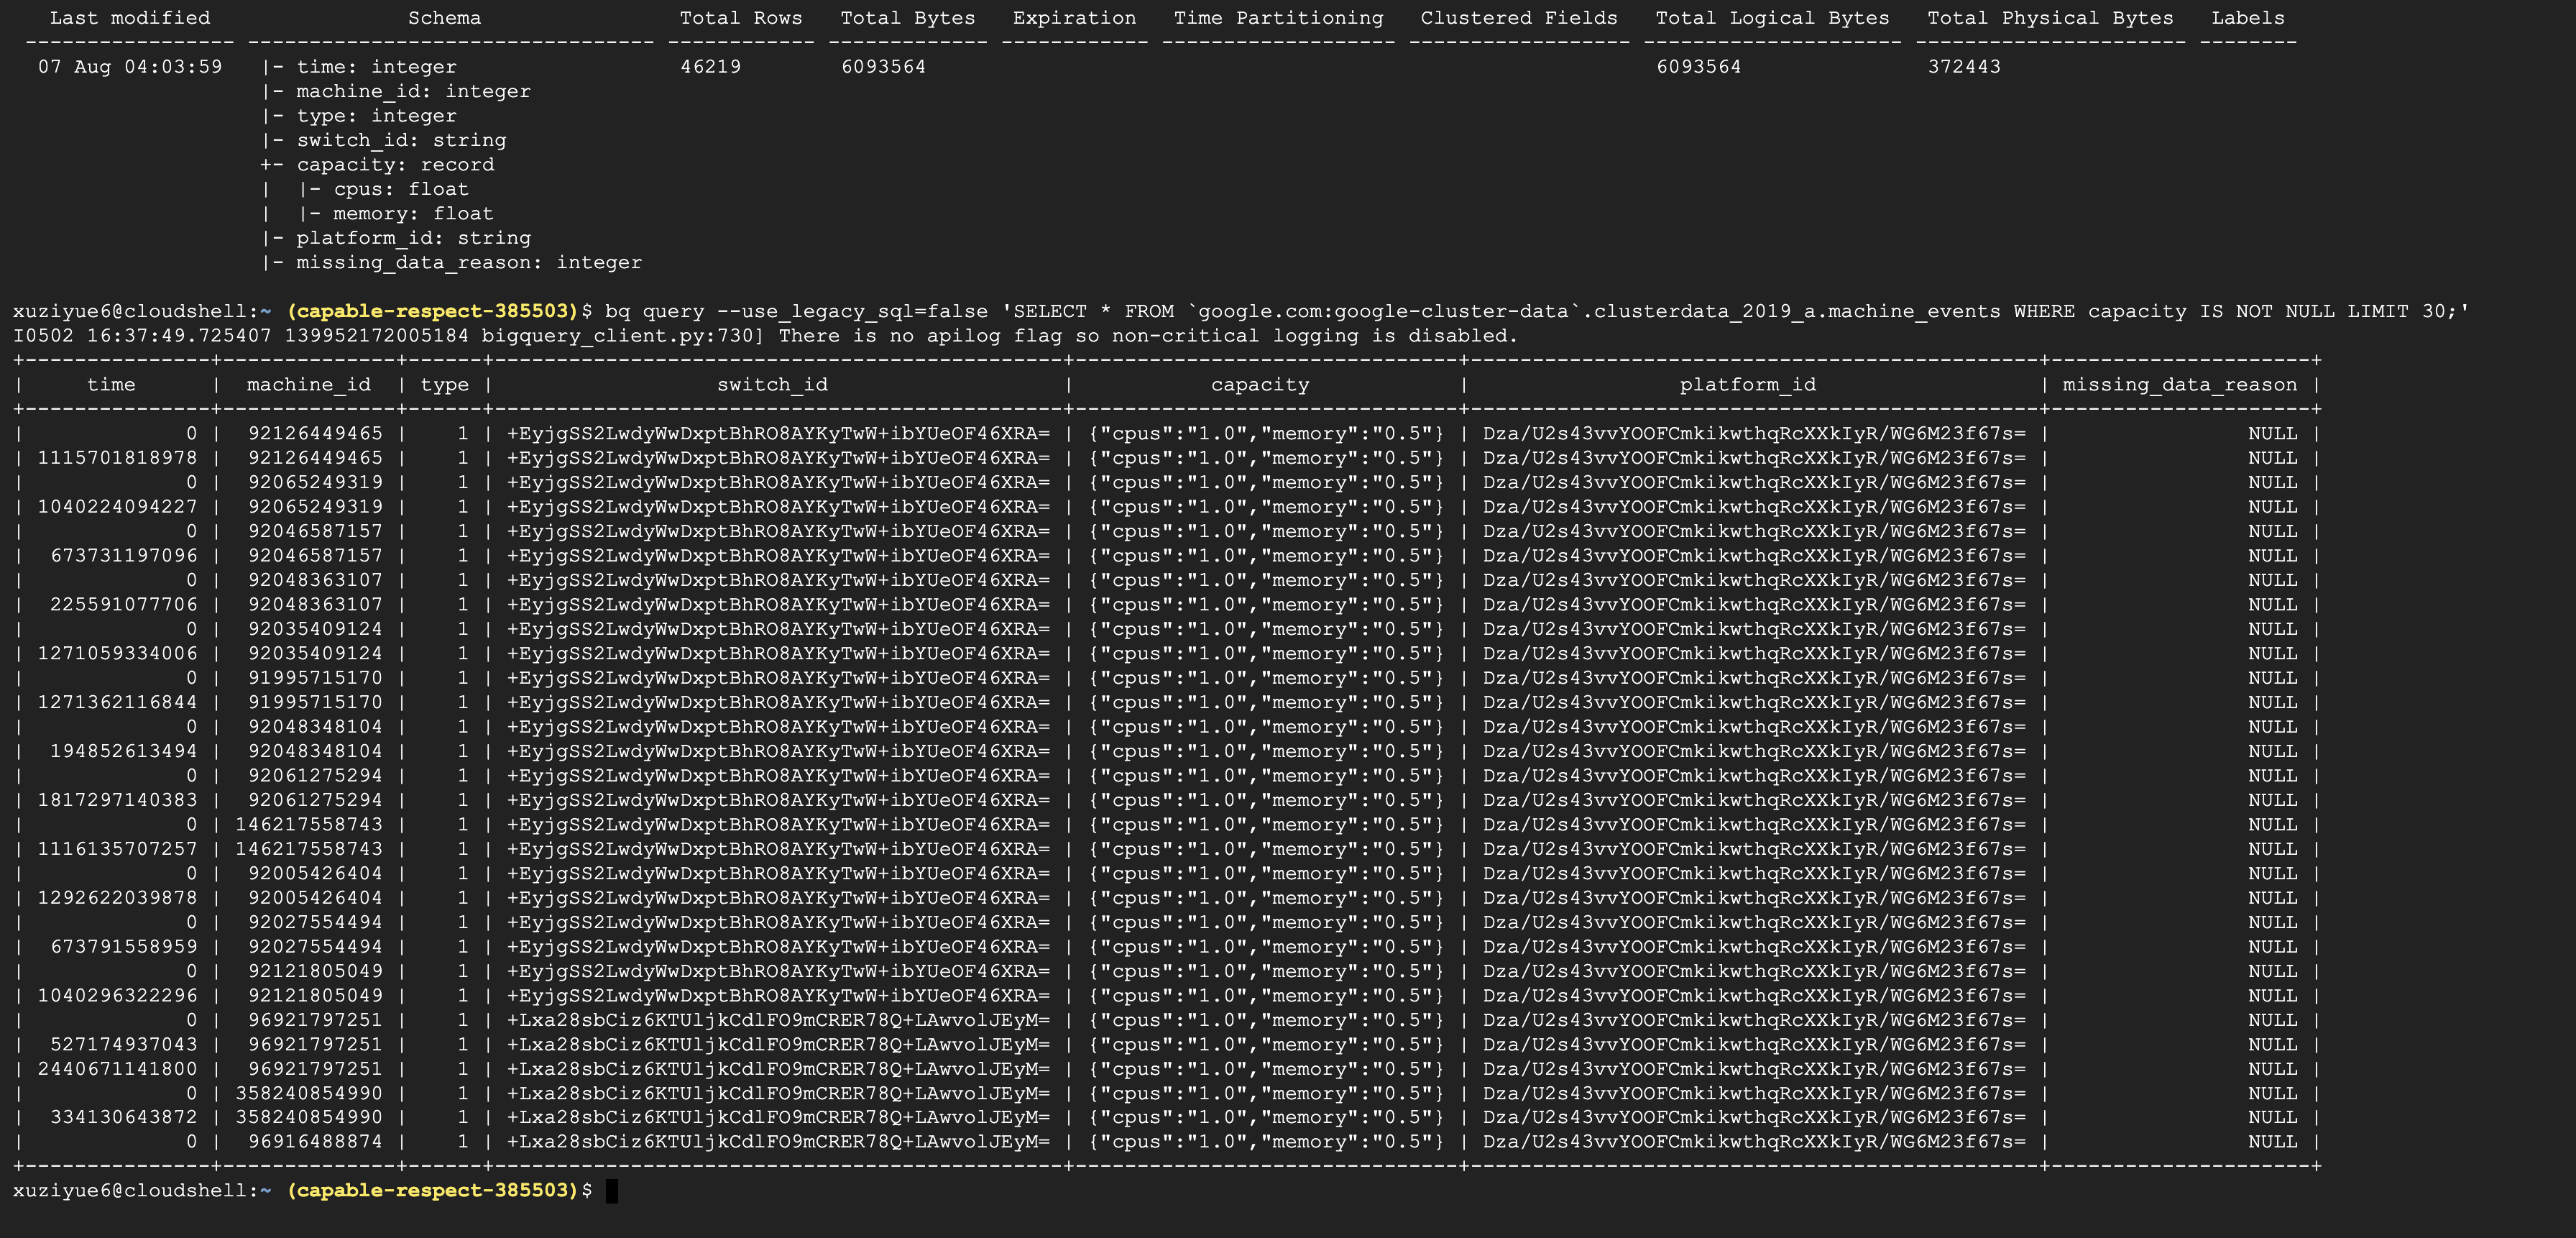 Last modified Schema Total Rows Total Bytes Expiration Time Partitioning Clustered Fields Total Logical Bytes Total Physical Bytes Labels
----------------- --------------------------------- ------------ ------------- ------------ ------------------- ------------------ --------------------- ---------------------- --------
07 Aug 04:03:59 |- time: integer 46219 6093564 6093564 372443
|- machine_id: integer
|- type: integer
|- switch_id: string
+- capacity: record
| |- cpus: float
| |- memory: float
|- platform_id: string
|- missing_data_reason: integer
xuziyue6@cloudshell:~ (capable-respect-385503)$ bq query --use_legacy_sql=false 'SELECT * FROM `google.com:google-cluster-data`.clusterdata_2019_a.machine_events WHERE capacity IS NOT NULL LIMIT 30;'
I0502 16:37:49.725407 139952172005184 bigquery_client.py:730] There is no apilog flag so non-critical logging is disabled.
+---------------+--------------+------+----------------------------------------------+-------------------------------+----------------------------------------------+---------------------+
| time | machine_id | type | switch_id | capacity | platform_id | missing_data_reason |
+---------------+--------------+------+----------------------------------------------+-------------------------------+----------------------------------------------+---------------------+
| 0 | 92126449465 | 1 | +EyjgSS2LwdyWwDxptBhRO8AYKyTwW+ibYUeOF46XRA= | {"cpus":"1.0","memory":"0.5"} | Dza/U2s43vvYOOFCmkikwthqRcXXkIyR/WG6M23f67s= | NULL |
| 1115701818978 | 92126449465 | 1 | +EyjgSS2LwdyWwDxptBhRO8AYKyTwW+ibYUeOF46XRA= | {"cpus":"1.0","memory":"0.5"} | Dza/U2s43vvYOOFCmkikwthqRcXXkIyR/WG6M23f67s= | NULL |
| 0 | 92065249319 | 1 | +EyjgSS2LwdyWwDxptBhRO8AYKyTwW+ibYUeOF46XRA= | {"cpus":"1.0","memory":"0.5"} | Dza/U2s43vvYOOFCmkikwthqRcXXkIyR/WG6M23f67s= | NULL |
| 1040224094227 | 92065249319 | 1 | +EyjgSS2LwdyWwDxptBhRO8AYKyTwW+ibYUeOF46XRA= | {"cpus":"1.0","memory":"0.5"} | Dza/U2s43vvYOOFCmkikwthqRcXXkIyR/WG6M23f67s= | NULL |
| 0 | 92046587157 | 1 | +EyjgSS2LwdyWwDxptBhRO8AYKyTwW+ibYUeOF46XRA= | {"cpus":"1.0","memory":"0.5"} | Dza/U2s43vvYOOFCmkikwthqRcXXkIyR/WG6M23f67s= | NULL |
| 673731197096 | 92046587157 | 1 | +EyjgSS2LwdyWwDxptBhRO8AYKyTwW+ibYUeOF46XRA= | {"cpus":"1.0","memory":"0.5"} | Dza/U2s43vvYOOFCmkikwthqRcXXkIyR/WG6M23f67s= | NULL |
| 0 | 92048363107 | 1 | +EyjgSS2LwdyWwDxptBhRO8AYKyTwW+ibYUeOF46XRA= | {"cpus":"1.0","memory":"0.5"} | Dza/U2s43vvYOOFCmkikwthqRcXXkIyR/WG6M23f67s= | NULL |
| 225591077706 | 92048363107 | 1 | +EyjgSS2LwdyWwDxptBhRO8AYKyTwW+ibYUeOF46XRA= | {"cpus":"1.0","memory":"0.5"} | Dza/U2s43vvYOOFCmkikwthqRcXXkIyR/WG6M23f67s= | NULL |
| 0 | 92035409124 | 1 | +EyjgSS2LwdyWwDxptBhRO8AYKyTwW+ibYUeOF46XRA= | {"cpus":"1.0","memory":"0.5"} | Dza/U2s43vvYOOFCmkikwthqRcXXkIyR/WG6M23f67s= | NULL |
| 1271059334006 | 92035409124 | 1 | +EyjgSS2LwdyWwDxptBhRO8AYKyTwW+ibYUeOF46XRA= | {"cpus":"1.0","memory":"0.5"} | Dza/U2s43vvYOOFCmkikwthqRcXXkIyR/WG6M23f67s= | NULL |
| 0 | 91995715170 | 1 | +EyjgSS2LwdyWwDxptBhRO8AYKyTwW+ibYUeOF46XRA= | {"cpus":"1.0","memory":"0.5"} | Dza/U2s43vvYOOFCmkikwthqRcXXkIyR/WG6M23f67s= | NULL |
| 1271362116844 | 91995715170 | 1 | +EyjgSS2LwdyWwDxptBhRO8AYKyTwW+ibYUeOF46XRA= | {"cpus":"1.0","memory":"0.5"} | Dza/U2s43vvYOOFCmkikwthqRcXXkIyR/WG6M23f67s= | NULL |
| 0 | 92048348104 | 1 | +EyjgSS2LwdyWwDxptBhRO8AYKyTwW+ibYUeOF46XRA= | {"cpus":"1.0","memory":"0.5"} | Dza/U2s43vvYOOFCmkikwthqRcXXkIyR/WG6M23f67s= | NULL |
| 194852613494 | 92048348104 | 1 | +EyjgSS2LwdyWwDxptBhRO8AYKyTwW+ibYUeOF46XRA= | {"cpus":"1.0","memory":"0.5"} | Dza/U2s43vvYOOFCmkikwthqRcXXkIyR/WG6M23f67s= | NULL |
| 0 | 92061275294 | 1 | +EyjgSS2LwdyWwDxptBhRO8AYKyTwW+ibYUeOF46XRA= | {"cpus":"1.0","memory":"0.5"} | Dza/U2s43vvYOOFCmkikwthqRcXXkIyR/WG6M23f67s= | NULL |
| 1817297140383 | 92061275294 | 1 | +EyjgSS2LwdyWwDxptBhRO8AYKyTwW+ibYUeOF46XRA= | {"cpus":"1.0","memory":"0.5"} | Dza/U2s43vvYOOFCmkikwthqRcXXkIyR/WG6M23f67s= | NULL |
| 0 | 146217558743 | 1 | +EyjgSS2LwdyWwDxptBhRO8AYKyTwW+ibYUeOF46XRA= | {"cpus":"1.0","memory":"0.5"} | Dza/U2s43vvYOOFCmkikwthqRcXXkIyR/WG6M23f67s= | NULL |
| 1116135707257 | 146217558743 | 1 | +EyjgSS2LwdyWwDxptBhRO8AYKyTwW+ibYUeOF46XRA= | {"cpus":"1.0","memory":"0.5"} | Dza/U2s43vvYOOFCmkikwthqRcXXkIyR/WG6M23f67s= | NULL |
| 0 | 92005426404 | 1 | +EyjgSS2LwdyWwDxptBhRO8AYKyTwW+ibYUeOF46XRA= | {"cpus":"1.0","memory":"0.5"} | Dza/U2s43vvYOOFCmkikwthqRcXXkIyR/WG6M23f67s= | NULL |
| 1292622039878 | 92005426404 | 1 | +EyjgSS2LwdyWwDxptBhRO8AYKyTwW+ibYUeOF46XRA= | {"cpus":"1.0","memory":"0.5"} | Dza/U2s43vvYOOFCmkikwthqRcXXkIyR/WG6M23f67s= | NULL |
| 0 | 92027554494 | 1 | +EyjgSS2LwdyWwDxptBhRO8AYKyTwW+ibYUeOF46XRA= | {"cpus":"1.0","memory":"0.5"} | Dza/U2s43vvYOOFCmkikwthqRcXXkIyR/WG6M23f67s= | NULL |
| 673791558959 | 92027554494 | 1 | +EyjgSS2LwdyWwDxptBhRO8AYKyTwW+ibYUeOF46XRA= | {"cpus":"1.0","memory":"0.5"} | Dza/U2s43vvYOOFCmkikwthqRcXXkIyR/WG6M23f67s= | NULL |
| 0 | 92121805049 | 1 | +EyjgSS2LwdyWwDxptBhRO8AYKyTwW+ibYUeOF46XRA= | {"cpus":"1.0","memory":"0.5"} | Dza/U2s43vvYOOFCmkikwthqRcXXkIyR/WG6M23f67s= | NULL |
| 1040296322296 | 92121805049 | 1 | +EyjgSS2LwdyWwDxptBhRO8AYKyTwW+ibYUeOF46XRA= | {"cpus":"1.0","memory":"0.5"} | Dza/U2s43vvYOOFCmkikwthqRcXXkIyR/WG6M23f67s= | NULL |
| 0 | 96921797251 | 1 | +Lxa28sbCiz6KTUljkCdlFO9mCRER78Q+LAwvolJEyM= | {"cpus":"1.0","memory":"0.5"} | Dza/U2s43vvYOOFCmkikwthqRcXXkIyR/WG6M23f67s= | NULL |
| 527174937043 | 96921797251 | 1 | +Lxa28sbCiz6KTUljkCdlFO9mCRER78Q+LAwvolJEyM= | {"cpus":"1.0","memory":"0.5"} | Dza/U2s43vvYOOFCmkikwthqRcXXkIyR/WG6M23f67s= | NULL |
| 2440671141800 | 96921797251 | 1 | +Lxa28sbCiz6KTUljkCdlFO9mCRER78Q+LAwvolJEyM= | {"cpus":"1.0","memory":"0.5"} | Dza/U2s43vvYOOFCmkikwthqRcXXkIyR/WG6M23f67s= | NULL |
| 0 | 358240854990 | 1 | +Lxa28sbCiz6KTUljkCdlFO9mCRER78Q+LAwvolJEyM= | {"cpus":"1.0","memory":"0.5"} | Dza/U2s43vvYOOFCmkikwthqRcXXkIyR/WG6M23f67s= | NULL |
| 334130643872 | 358240854990 | 1 | +Lxa28sbCiz6KTUljkCdlFO9mCRER78Q+LAwvolJEyM= | {"cpus":"1.0","memory":"0.5"} | Dza/U2s43vvYOOFCmkikwthqRcXXkIyR/WG6M23f67s= | NULL |
| 0 | 96916488874 | 1 | +Lxa28sbCiz6KTUljkCdlFO9mCRER78Q+LAwvolJEyM= | {"cpus":"1.0","memory":"0.5"} | Dza/U2s43vvYOOFCmkikwthqRcXXkIyR/WG6M23f67s= | NULL |
+---------------+--------------+------+----------------------------------------------+-------------------------------+----------------------------------------------+---------------------+
xuziyue6@cloudshell:~ (capable-respect-385503)$